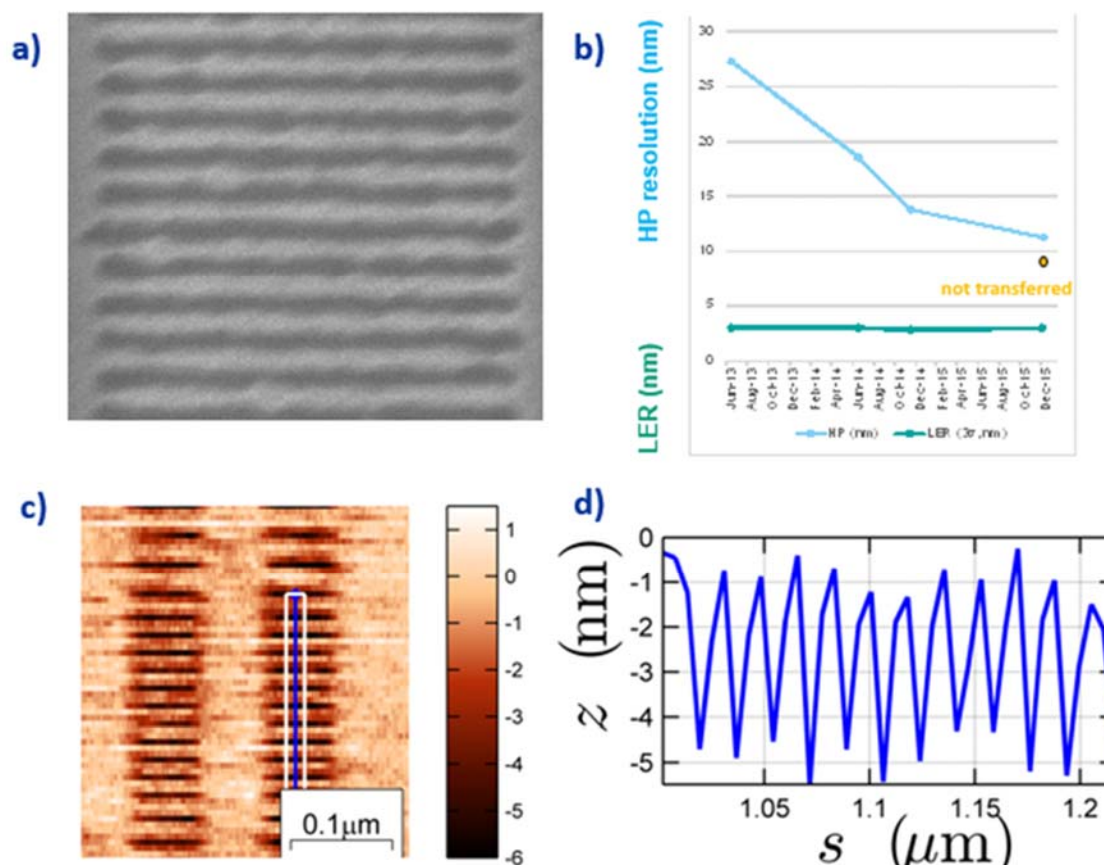 a)
b)
HP resolution (nm)
LER (nm)
30
25
20
15
10
5
0
not transferred
Jun-13
Aug-13
Oct-13
Dec-13
Feb-14
Apr-14
Jun-14
Aug-14
Oct-14
Dec-14
Feb-15
Apr-15
Jun-15
Aug-15
Oct-15
Dec-15
HP (nm)
LER (3σ,nm)
c)
1
0
-1
-2
-3
-4
-5
-6
0.1μm
d)
z (nm)
0
-1
-2
-3
-4
-5
1.05
1.1
1.15
1.2
s (μm)